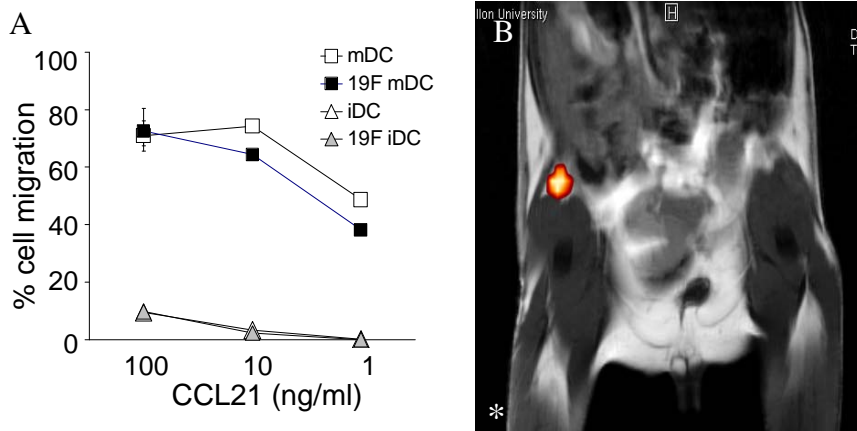 A
100
80
60
40
20
0
% cell migration
100 10 1
CCL21 (ng/ml)
mDC
19F mDC
iDC
19F iDC
llon University
B
H
D
T
*